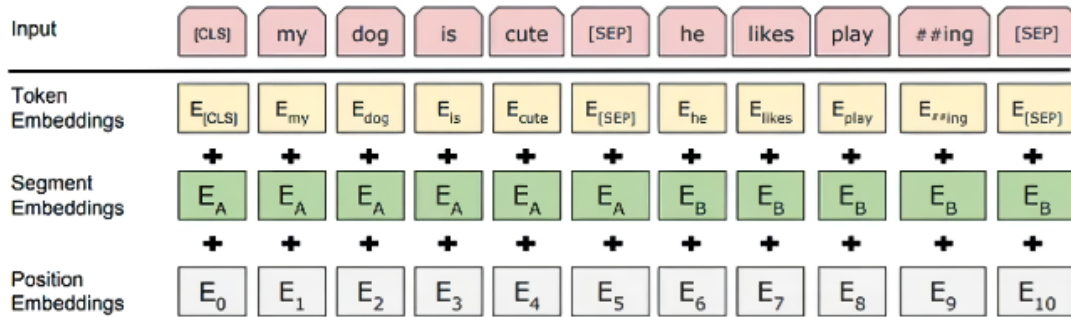 Input [CLS] my dog is cute [SEP] he likes play ##ing [SEP]
Token Embeddings E[CLS] Emy Edog Eis Ecute E[SEP] Ehe Elikes Eplay E##ing E[SEP]
+ + + + + + + + + + +
Segment Embeddings EA EA EA EA EA EA EB EB EB EB EB
+ + + + + + + + + + +
Position Embeddings E0 E1 E2 E3 E4 E5 E6 E7 E8 E9 E10